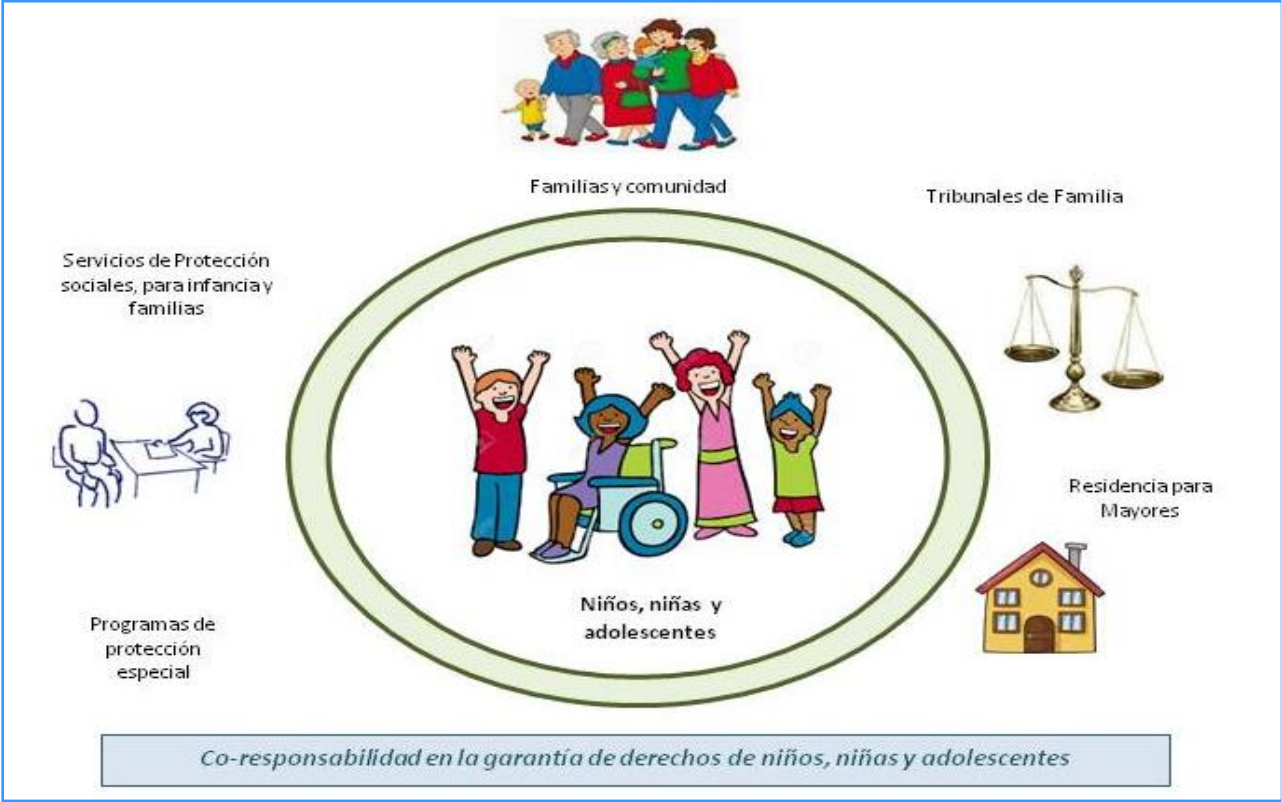 Familias y comunidad
Tribunales de Familia
Servicios de Protección
sociales, para infancia y
familias
Residencia para
Mayores
Niños, niñas y
adolescentes
Programas de
protección
especial
Co-responsabilidad en la garantía de derechos de niños, niñas y adolescentes